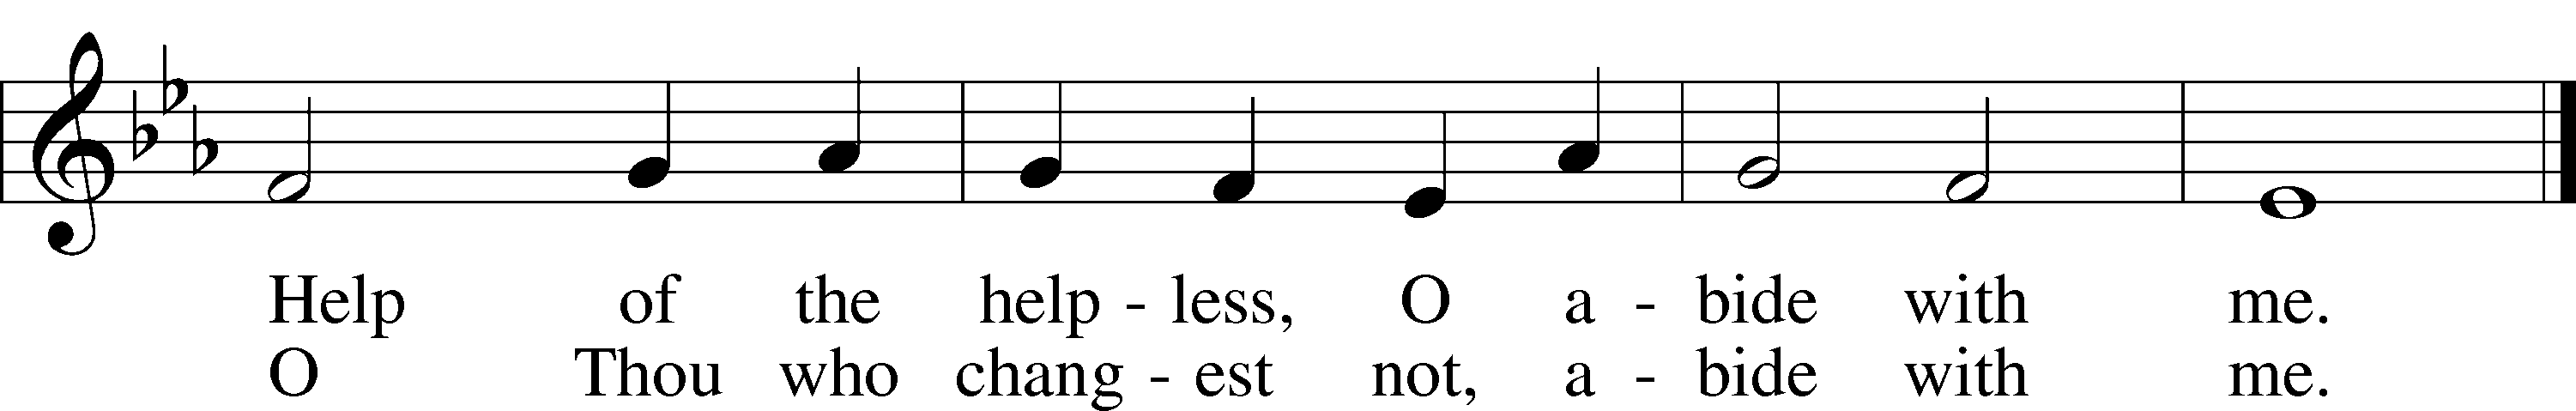 Help of the help - less, O a - bide with me.
O Thou who chang - est not, a - bide with me.